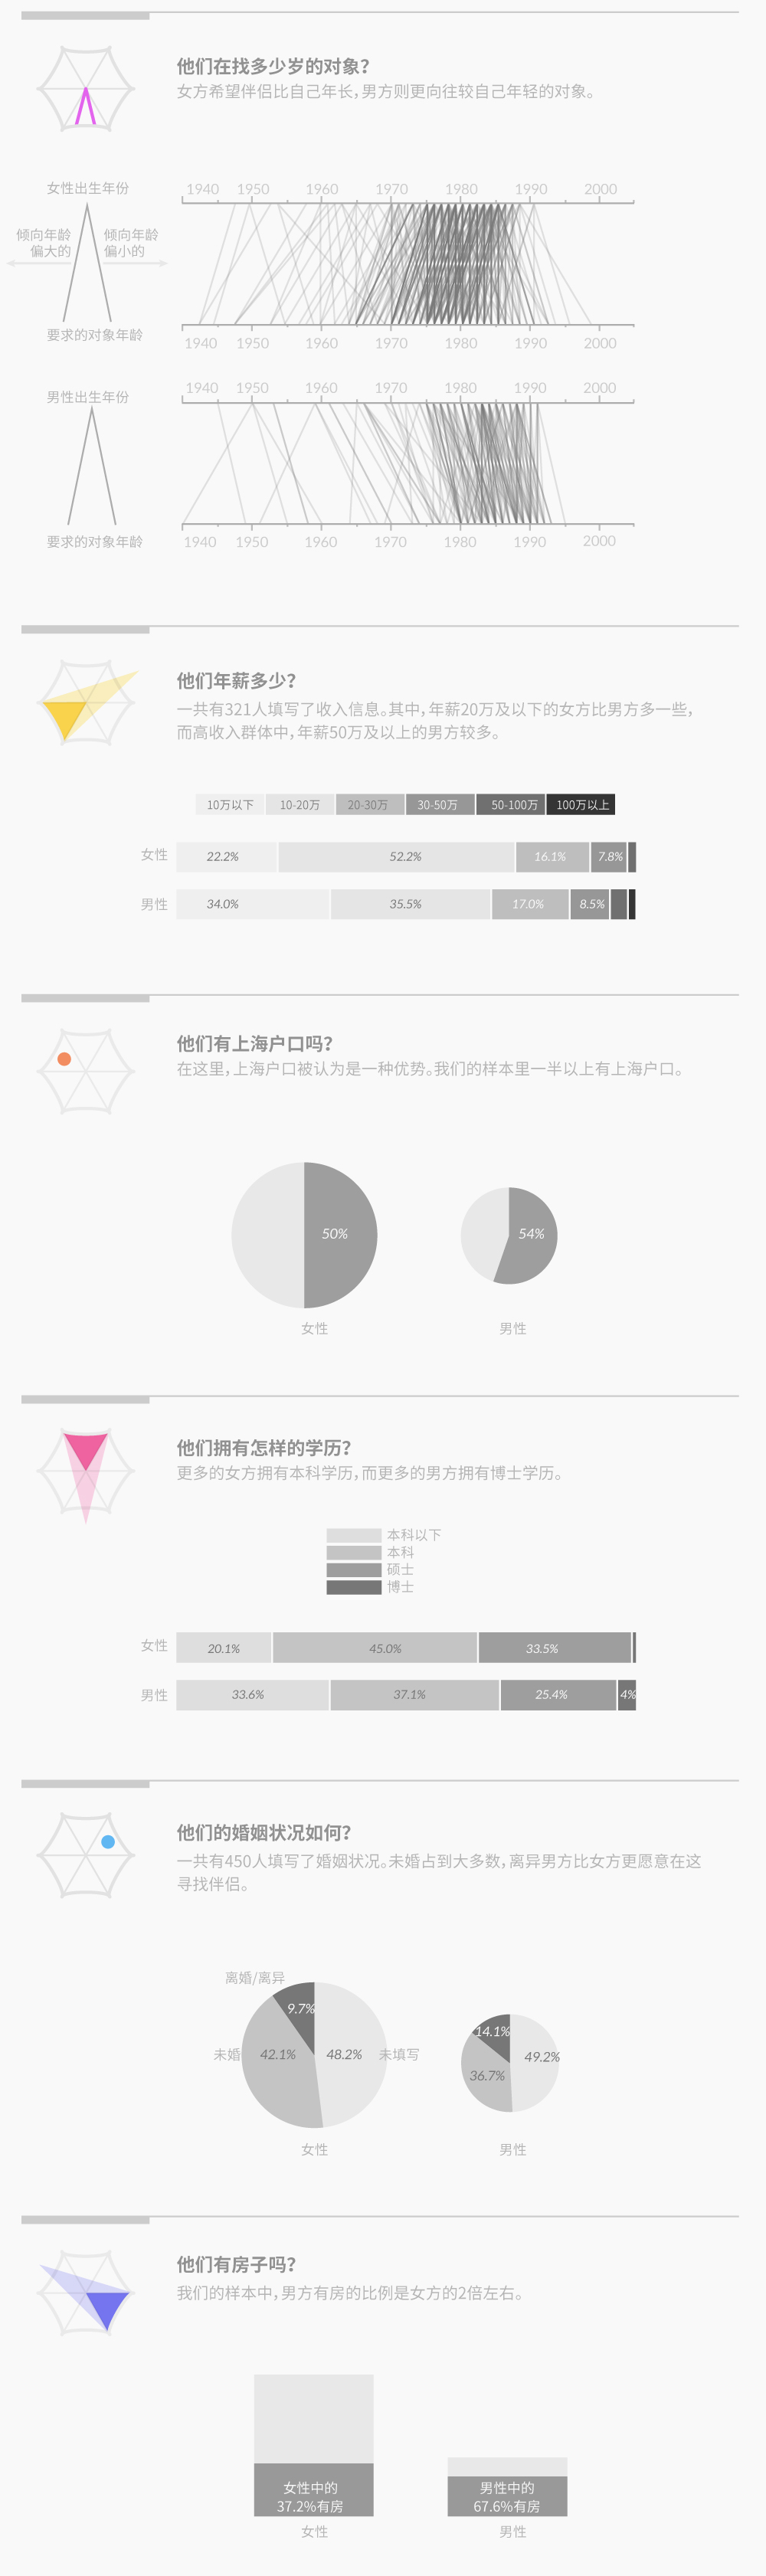 他们在找多少岁的对象？
女方希望伴侣比自己年长，男方则更向往较自己年轻的对象。
女性出生年份
1940 1950 1960 1970 1980 1990 2000
倾向年龄
偏大的
倾向年龄
偏小的
要求的对象年龄
1940 1950 1960 1970 1980 1990 2000
男性出生年份
1940 1950 1960 1970 1980 1990 2000
要求的对象年龄
1940 1950 1960 1970 1980 1990 2000
他们年薪多少？
一共有321人填写了收入信息。其中，年薪20万及以下的女方比男方多一些，
而高收入群体中，年薪50万及以上的男方较多。
10万以下 10-20万 20-30万 30-50万 50-100万 100万以上
女性 22.2% 52.2% 16.1% 7.8%
男性 34.0% 35.5% 17.0% 8.5%
他们有上海户口吗？
在这里，上海户口被认为是一种优势。我们的样本里一半以上有上海户口。
50% 54%
女性 男性
他们拥有怎样的学历？
更多的女方拥有本科学历，而更多的男方拥有博士学历。
本科以下
本科
硕士
博士
女性 20.1% 45.0% 33.5%
男性 33.6% 37.1% 25.4% 4%
他们的婚姻状况如何？
一共有450人填写了婚姻状况。未婚占到大多数，离异男方比女方更愿意在这
寻找伴侣。
离婚/离异
9.7%
未婚 42.1% 48.2% 未填写
14.1%
49.2%
36.7%
女性 男性
他们有房子吗？
我们的样本中，男方有房的比例是女方的2倍左右。
女性中的
37.2%有房
男性中的
67.6%有房
女性 男性